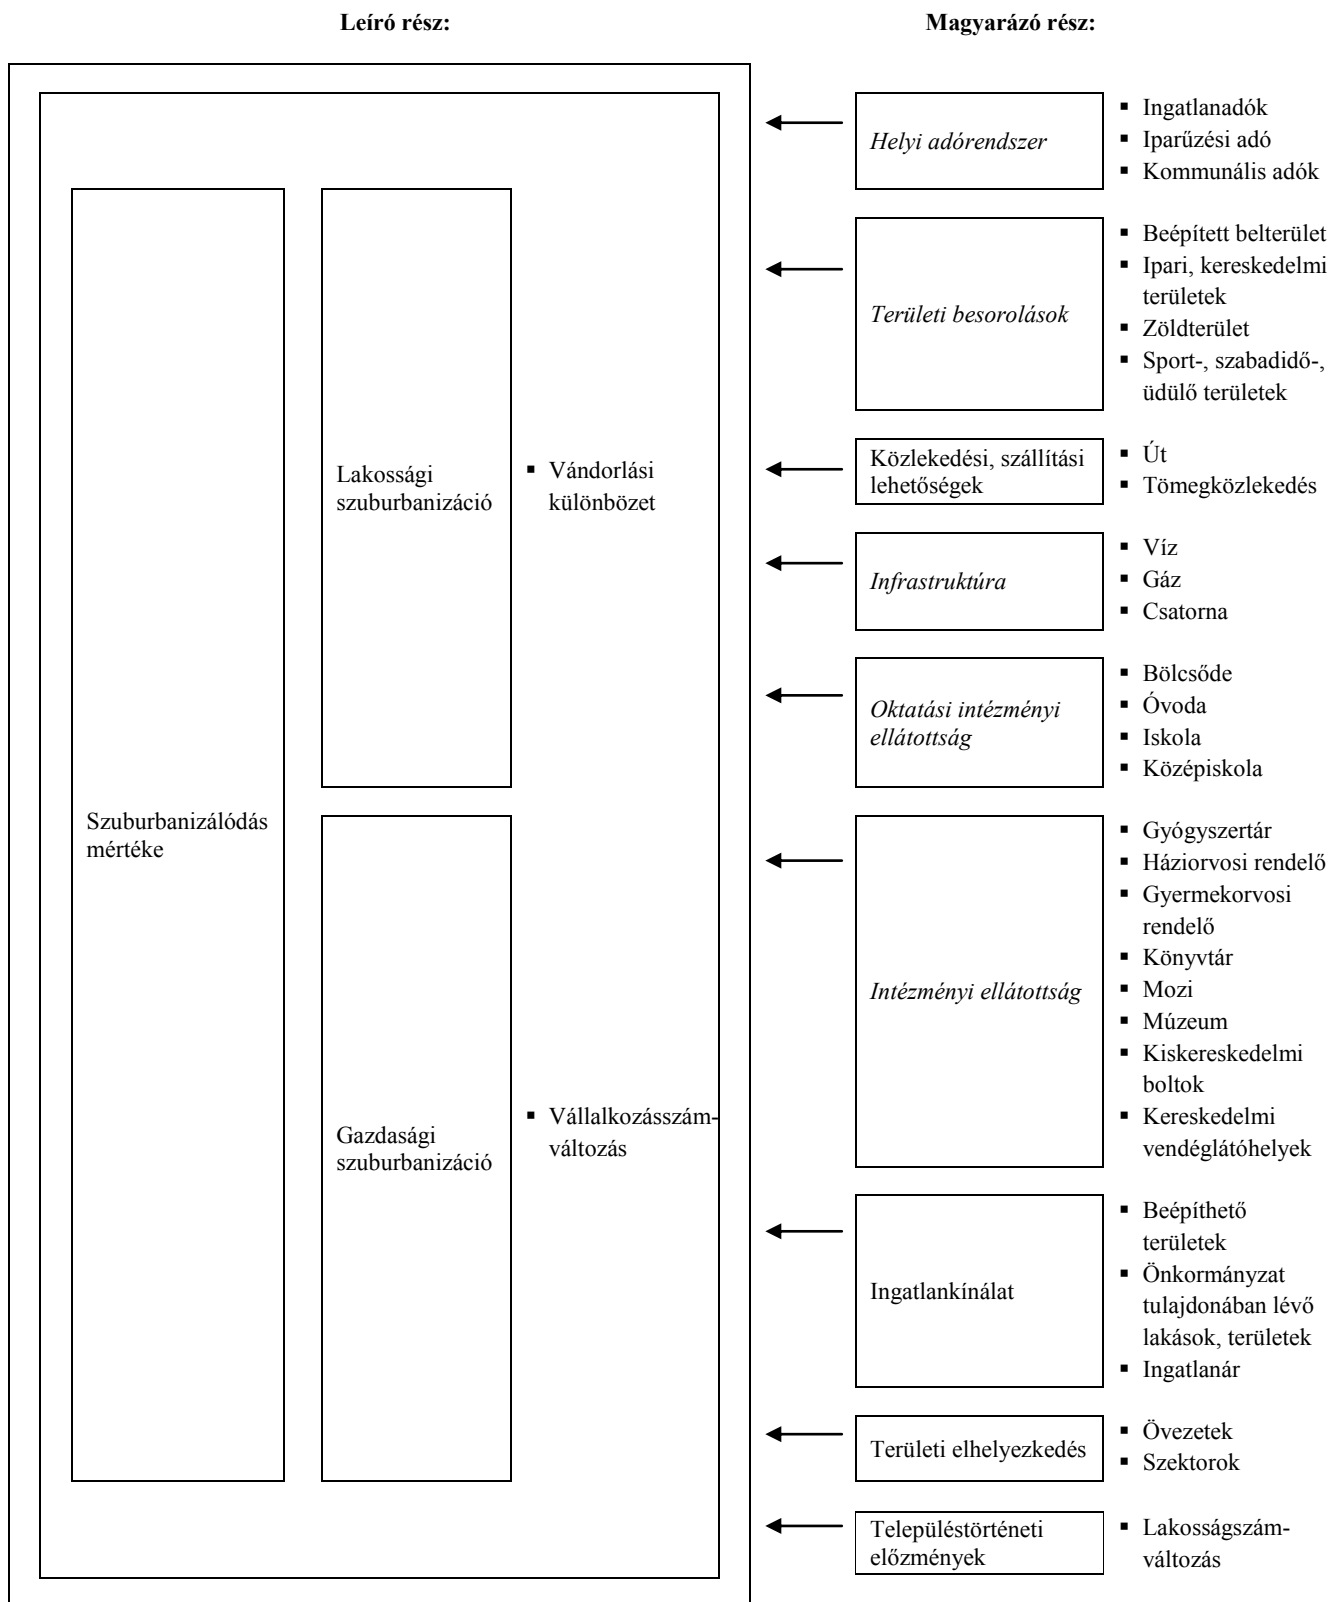 Leíró rész:
Magyarázó rész:
Szuburbanizálódás
mértéke
Lakossági
szuburbanizáció
▪ Vándorlási
különbözet
Gazdasági
szuburbanizáció
▪ Vállalkozásszám-
változás
Helyi adórendszer
▪ Ingatlanadók
▪ Iparűzési adó
▪ Kommunális adók
Területi besorolások
▪ Beépített belterület
▪ Ipari, kereskedelmi
területek
▪ Zöldterület
▪ Sport-, szabadidő-,
üdülő területek
Közlekedési, szállítási
lehetőségek
▪ Út
▪ Tömegközlekedés
Infrastruktúra
▪ Víz
▪ Gáz
▪ Csatorna
Oktatási intézményi
ellátottság
▪ Bölcsőde
▪ Óvoda
▪ Iskola
▪ Középiskola
Intézményi ellátottság
▪ Gyógyszertár
▪ Háziorvosi rendelő
▪ Gyermekorvosi
rendelő
▪ Könyvtár
▪ Mozi
▪ Múzeum
▪ Kiskereskedelmi
boltok
▪ Kereskedelmi
vendéglátóhelyek
Ingatlankínálat
▪ Beépíthető
területek
▪ Önkormányzat
tulajdonában lévő
lakások, területek
▪ Ingatlanár
Területi elhelyezkedés
▪ Övezetek
▪ Szektorok
Településtörténeti
előzmények
▪ Lakosságszám-
változás